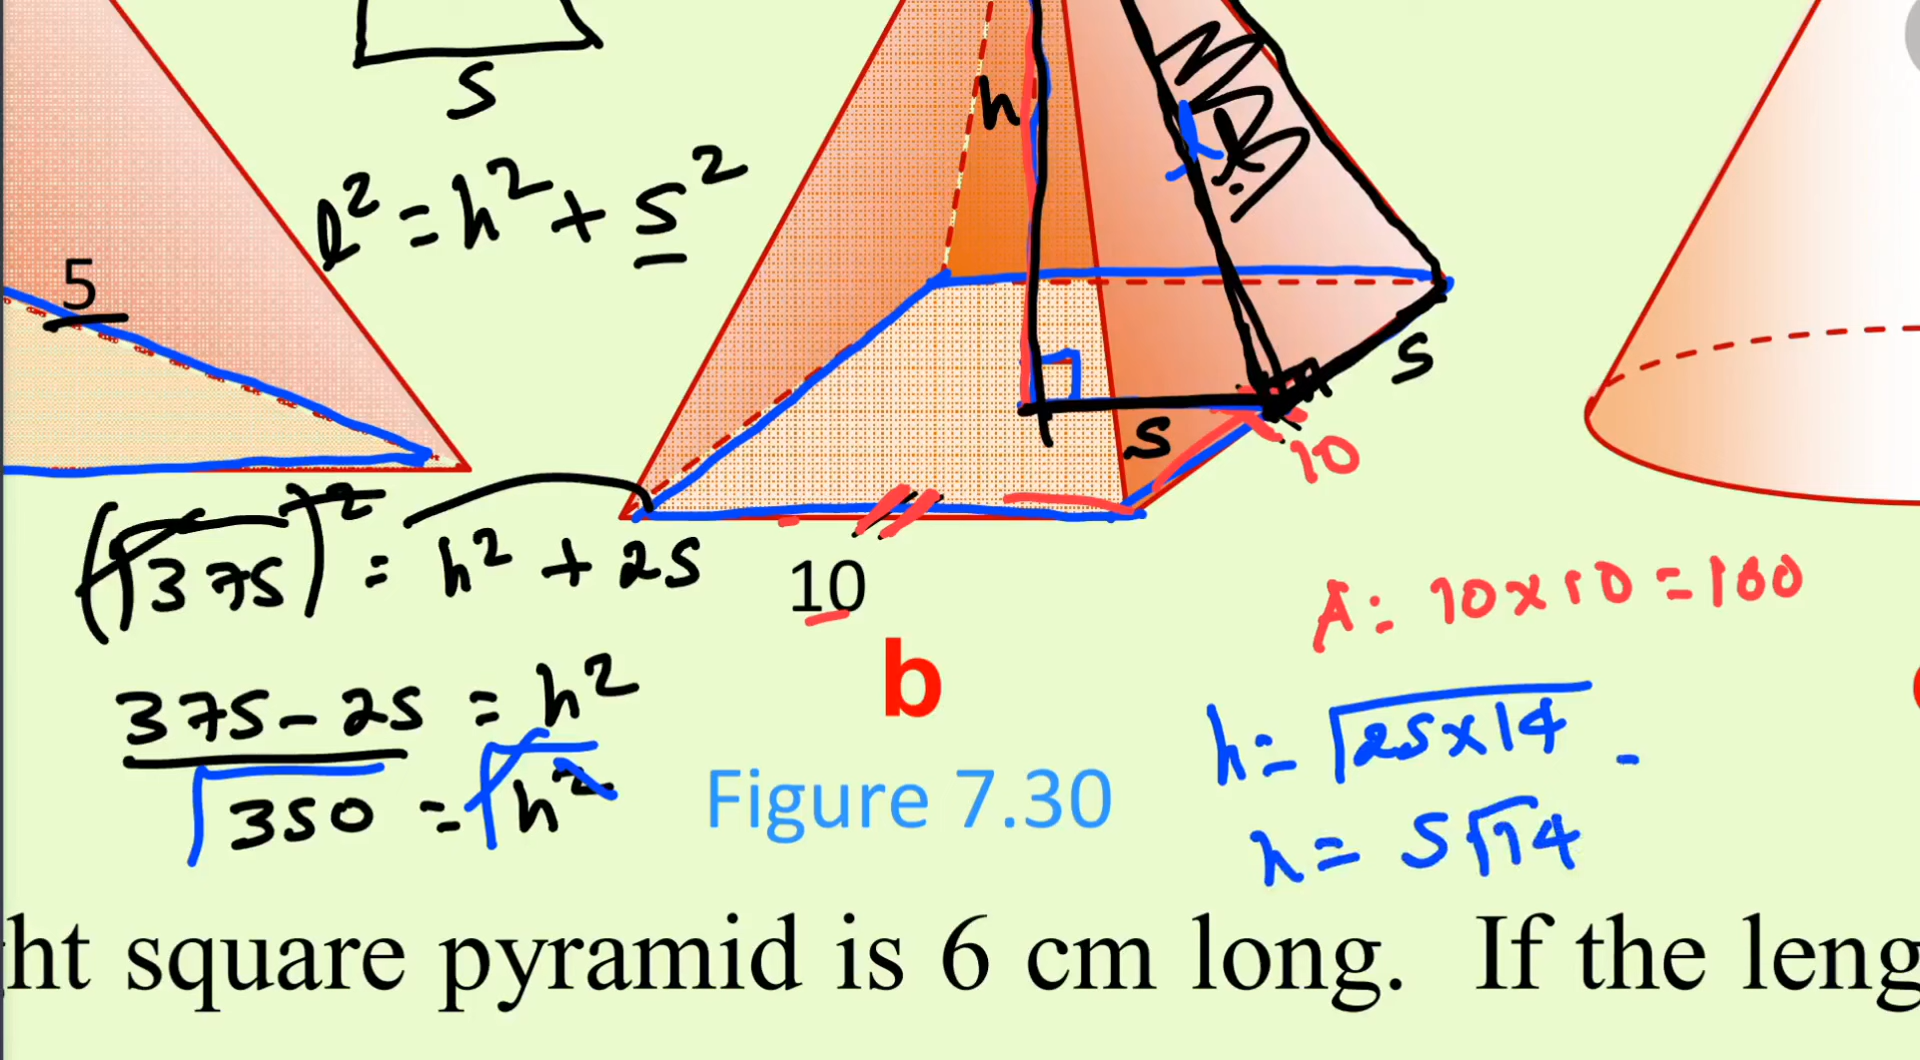 S
h
l² = h² + s²
5
S
S
10
(√375)² = h² + 25
10
A: 10×10 = 100
b
375 - 25 = h²
h = √25×14 -
√350 = √h²
Figure 7.30
h = 5√14
ht square pyramid is 6 cm long. If the leng